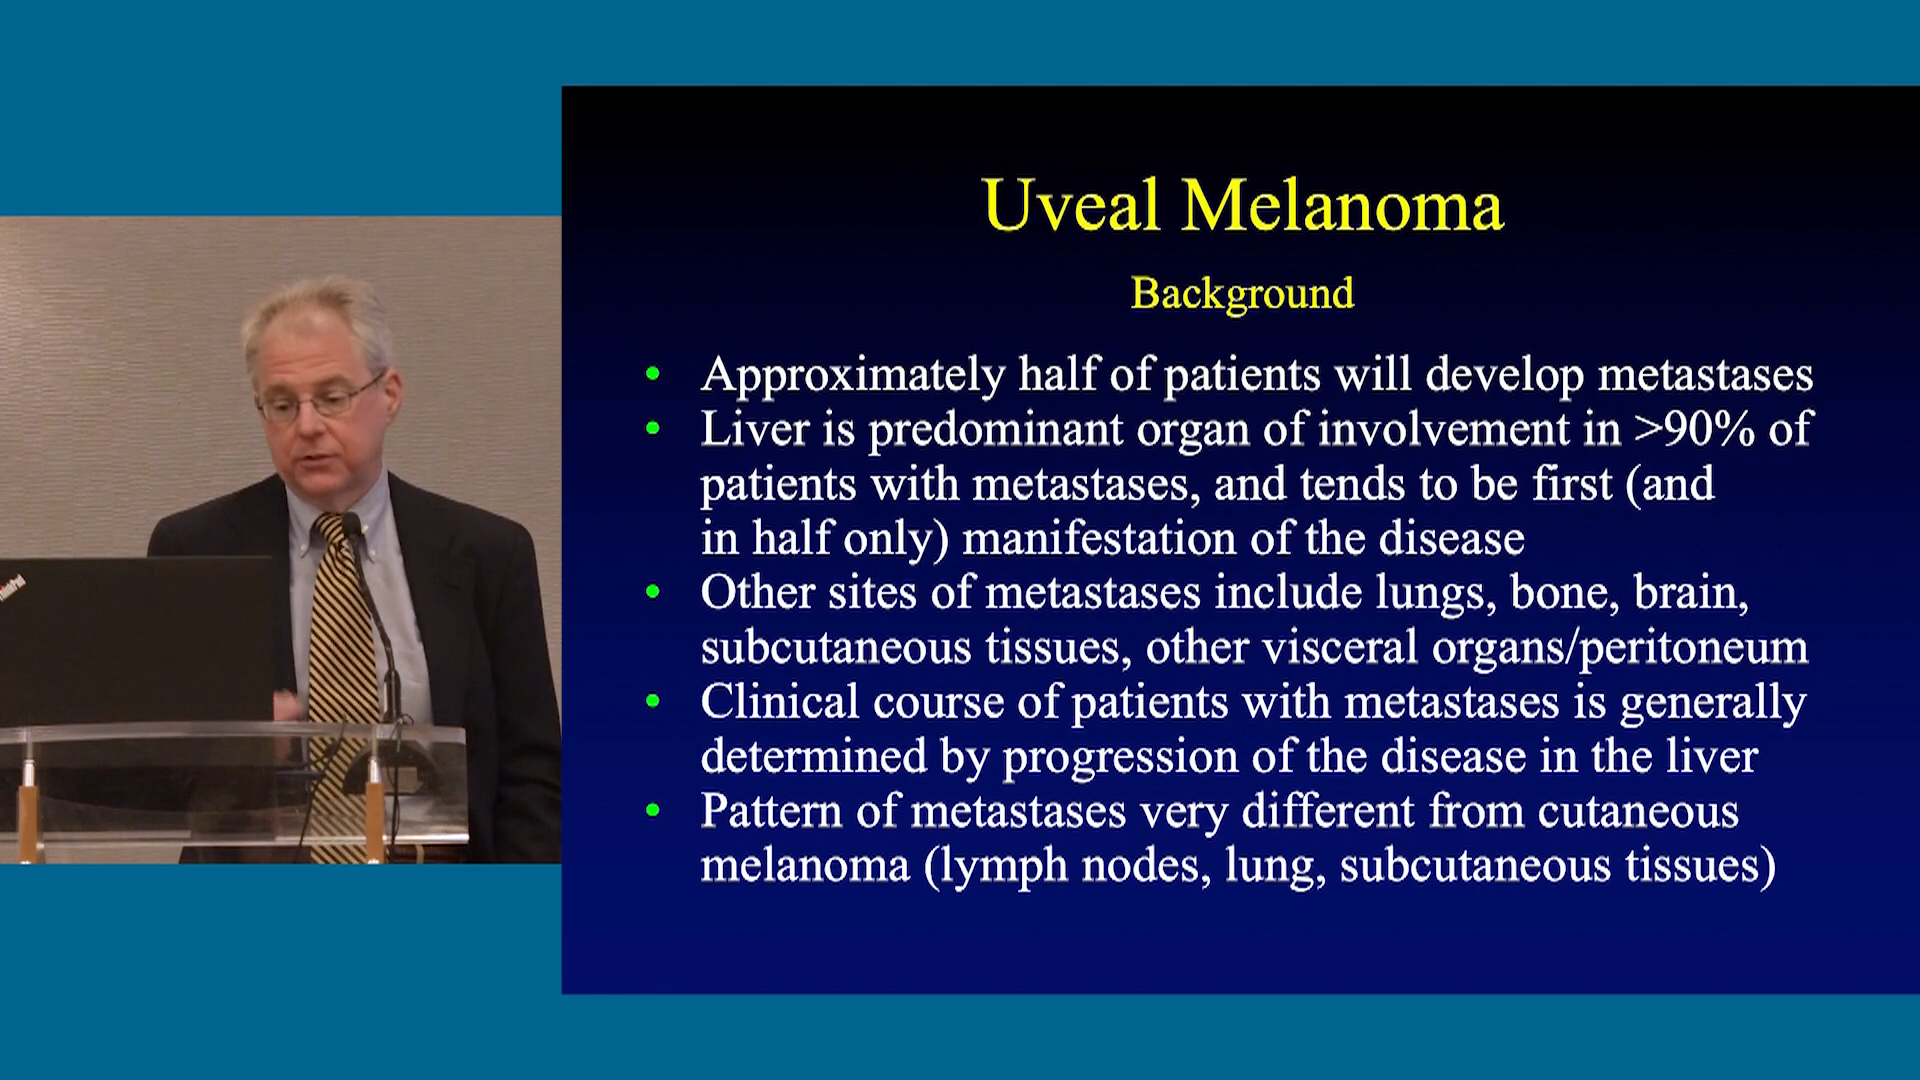 Uveal Melanoma
Background
• Approximately half of patients will develop metastases
• Liver is predominant organ of involvement in >90% of
patients with metastases, and tends to be first (and
in half only) manifestation of the disease
• Other sites of metastases include lungs, bone, brain,
subcutaneous tissues, other visceral organs/peritoneum
• Clinical course of patients with metastases is generally
determined by progression of the disease in the liver
• Pattern of metastases very different from cutaneous
melanoma (lymph nodes, lung, subcutaneous tissues)
ThinkPad